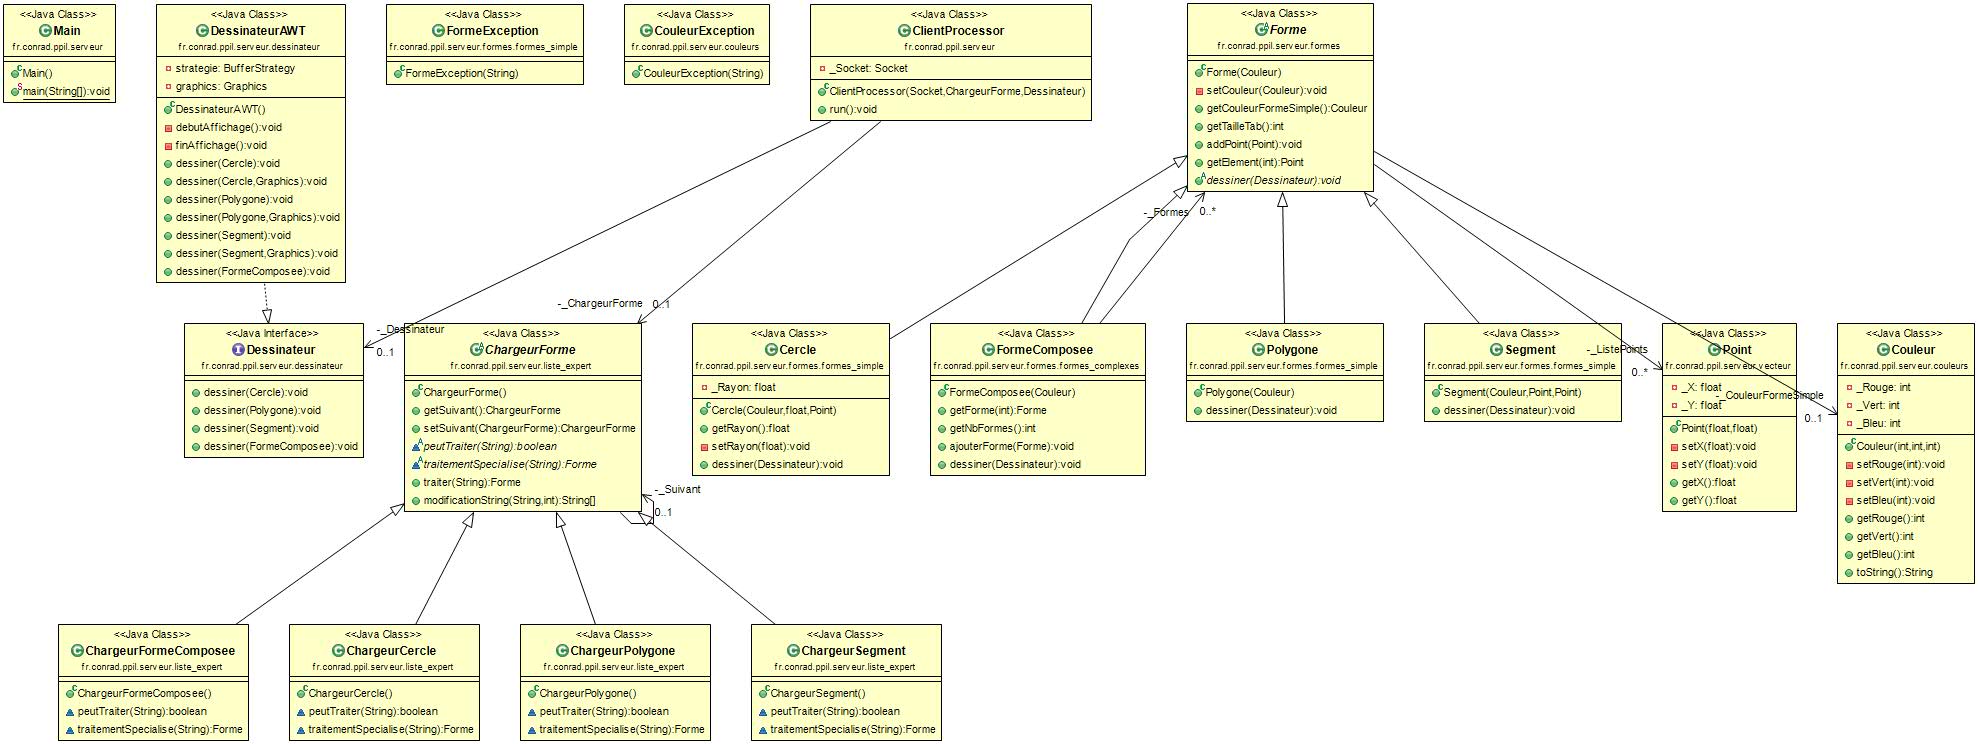 <<Java Class>>
Main
fr.conrad.ppil.serveur
Main()
main(String[]):void
<<Java Class>>
DessinateurAWT
fr.conrad.ppil.serveur.dessinateur
strategie: BufferStrategy
graphics: Graphics
DessinateurAWT()
debutAffichage():void
finAffichage():void
dessiner(Cercle):void
dessiner(Cercle,Graphics):void
dessiner(Polygone):void
dessiner(Polygone,Graphics):void
dessiner(Segment):void
dessiner(Segment,Graphics):void
dessiner(FormeComposee):void
<<Java Class>>
FormeException
fr.conrad.ppil.serveur.formes.formes_simple
FormeException(String)
<<Java Class>>
CouleurException
fr.conrad.ppil.serveur.couleurs
CouleurException(String)
<<Java Class>>
ClientProcessor
fr.conrad.ppil.serveur
_Socket: Socket
ClientProcessor(Socket,ChargeurForme,Dessinateur)
run():void
<<Java Class>>
Forme
fr.conrad.ppil.serveur.formes
Forme(Couleur)
setCouleur(Couleur):void
getCouleurFormeSimple():Couleur
getTailleTab():int
addPoint(Point):void
getElement(int):Point
dessiner(Dessinateur):void
-_Formes
0..*
-_ChargeurForme
0..1
-_Dessinateur
0..1
<<Java Interface>>
Dessinateur
fr.conrad.ppil.serveur.dessinateur
dessiner(Cercle):void
dessiner(Polygone):void
dessiner(Segment):void
dessiner(FormeComposee):void
<<Java Class>>
ChargeurForme
fr.conrad.ppil.serveur.liste_expert
ChargeurForme()
getSuivant():ChargeurForme
setSuivant(ChargeurForme):ChargeurForme
peutTraiter(String):boolean
traitementSpecialise(String):Forme
traiter(String):Forme
modificationString(String,int):String[]
-_Suivant
0..1
<<Java Class>>
Cercle
fr.conrad.ppil.serveur.formes.formes_simple
_Rayon: float
Cercle(Couleur,float,Point)
getRayon():float
setRayon(float):void
dessiner(Dessinateur):void
<<Java Class>>
FormeComposee
fr.conrad.ppil.serveur.formes.formes_complexes
FormeComposee(Couleur)
getForme(int):Forme
getNbFormes():int
ajouterForme(Forme):void
dessiner(Dessinateur):void
<<Java Class>>
Polygone
fr.conrad.ppil.serveur.formes.formes_simple
Polygone(Couleur)
dessiner(Dessinateur):void
<<Java Class>>
Segment
fr.conrad.ppil.serveur.formes.formes_simple
Segment(Couleur,Point,Point)
dessiner(Dessinateur):void
-_ListePoints
0..*
<<Java Class>>
Point
fr.conrad.ppil.serveur.vecteur
_X: float
_Y: float
Point(float,float)
setX(float):void
setY(float):void
getX():float
getY():float
-_CouleurFormeSimple
0..1
<<Java Class>>
Couleur
fr.conrad.ppil.serveur.couleurs
_Rouge: int
_Vert: int
_Bleu: int
Couleur(int,int,int)
setRouge(int):void
setVert(int):void
setBleu(int):void
getRouge():int
getVert():int
getBleu():int
toString():String
<<Java Class>>
ChargeurFormeComposee
fr.conrad.ppil.serveur.liste_expert
ChargeurFormeComposee()
peutTraiter(String):boolean
traitementSpecialise(String):Forme
<<Java Class>>
ChargeurCercle
fr.conrad.ppil.serveur.liste_expert
ChargeurCercle()
peutTraiter(String):boolean
traitementSpecialise(String):Forme
<<Java Class>>
ChargeurPolygone
fr.conrad.ppil.serveur.liste_expert
ChargeurPolygone()
peutTraiter(String):boolean
traitementSpecialise(String):Forme
<<Java Class>>
ChargeurSegment
fr.conrad.ppil.serveur.liste_expert
ChargeurSegment()
peutTraiter(String):boolean
traitementSpecialise(String):Forme